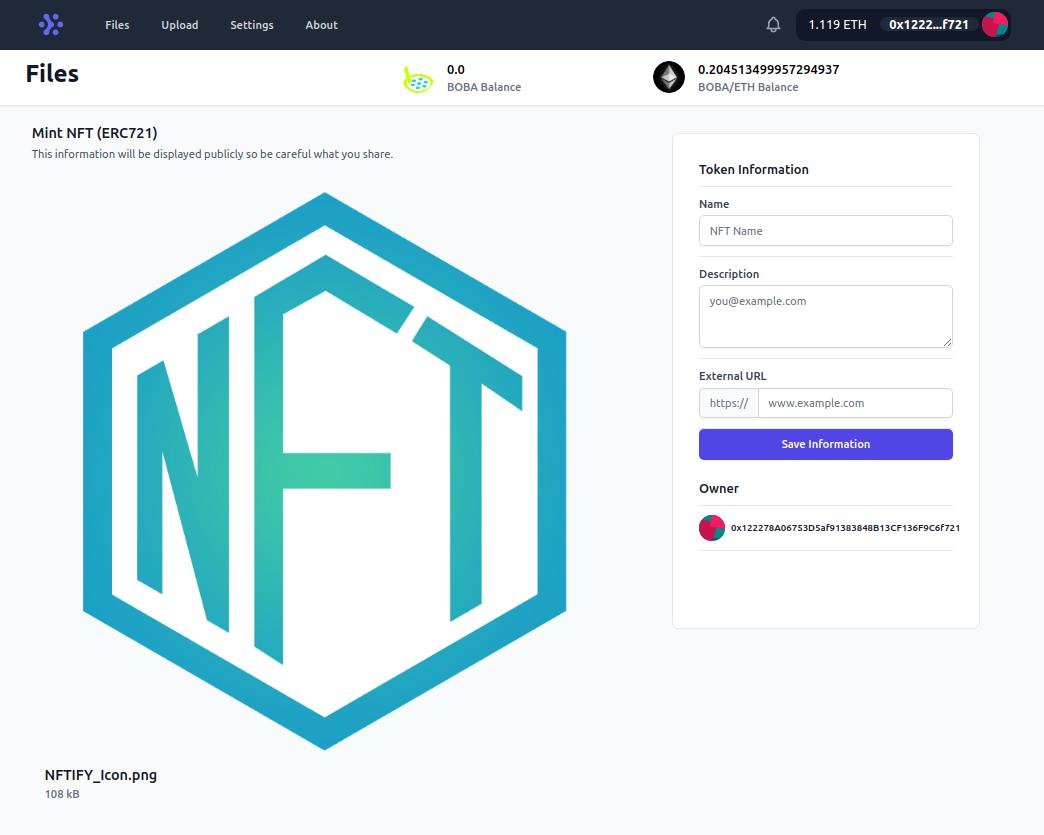 Files Upload Settings About 1.119 ETH 0x1222...f721
Files
0.0
BOBA Balance
0.204513499957294937
BOBA/ETH Balance
Mint NFT (ERC721)
This information will be displayed publicly so be careful what you share.
NFT
NFTIFY_Icon.png
108 kB
Token Information
Name
NFT Name
Description
you@example.com
External URL
https:// www.example.com
Save Information
Owner
0x122278A06753D5af91383848B13CF136F9C6f721